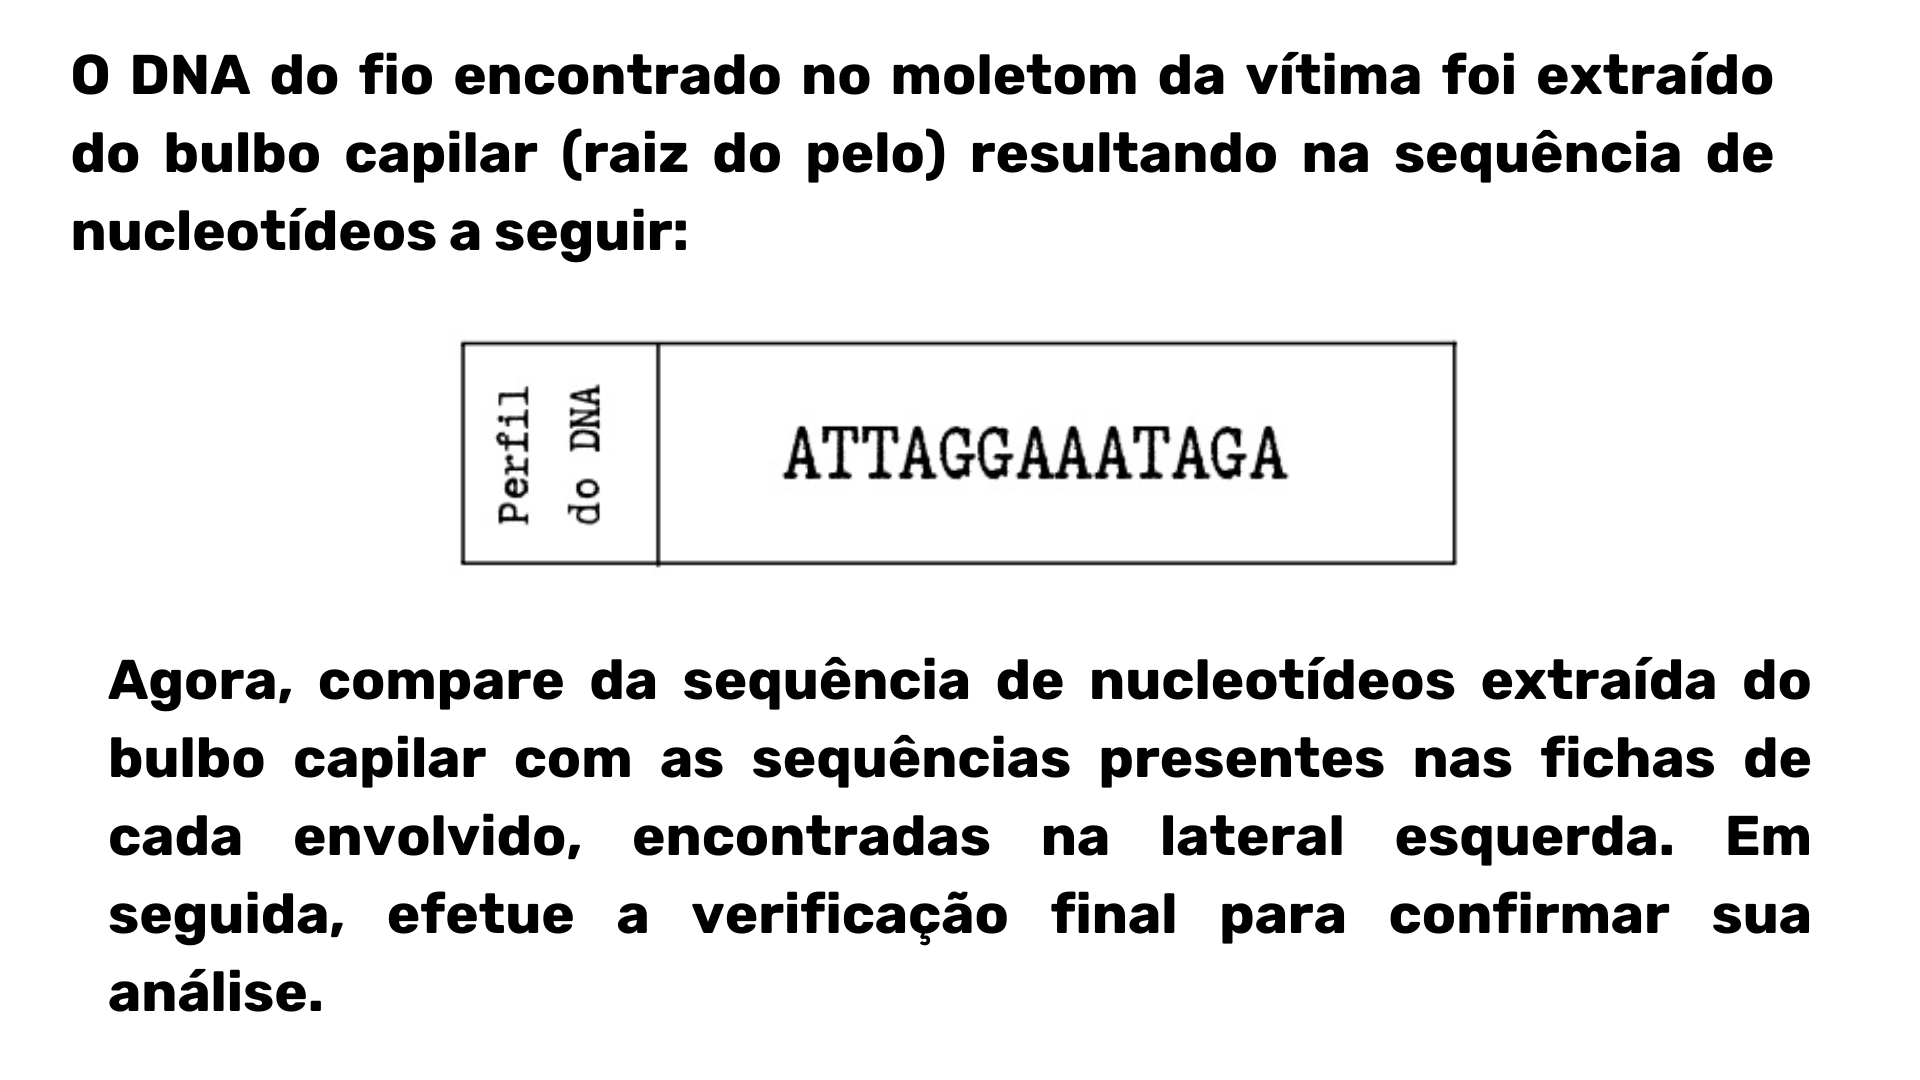 O DNA do fio encontrado no moletom da vítima foi extraído
do bulbo capilar (raiz do pelo) resultando na sequência de
nucleotídeos a seguir:
Perfil
do DNA
ATTAGGAAATAGA
Agora, compare da sequência de nucleotídeos extraída do
bulbo capilar com as sequências presentes nas fichas de
cada envolvido, encontradas na lateral esquerda. Em
seguida, efetue a verificação final para confirmar sua
análise.